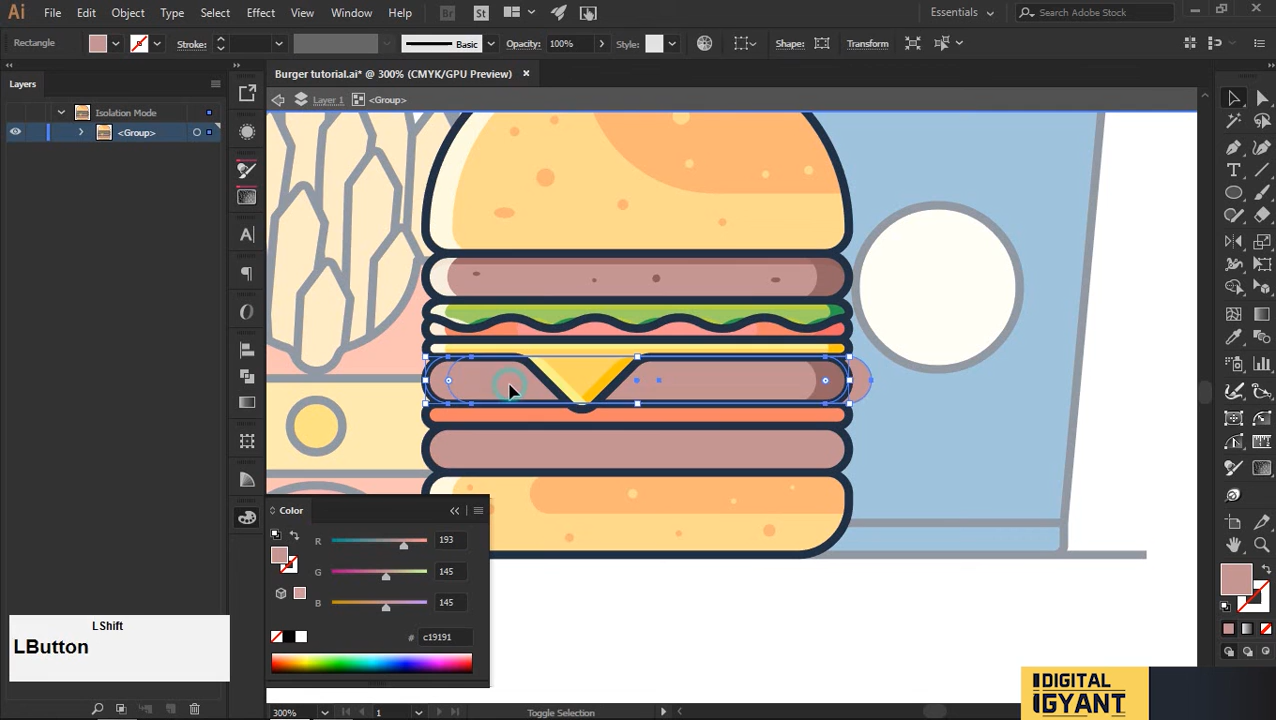 Ai File Edit Object Type Select Effect View Window Help Br St Essentials Search Adobe Stock
Rectangle Stroke: Basic Opacity: 100% Style: Shape: Transform
Layers
Burger tutorial.ai* @ 300% (CMYK/GPU Preview)
Layer 1 <Group>
Isolation Mode
<Group>
Color
R 193
G 145
B 145
# c19191
LShift
LButton
300% 1 Toggle Selection
DIGITAL
GYANT